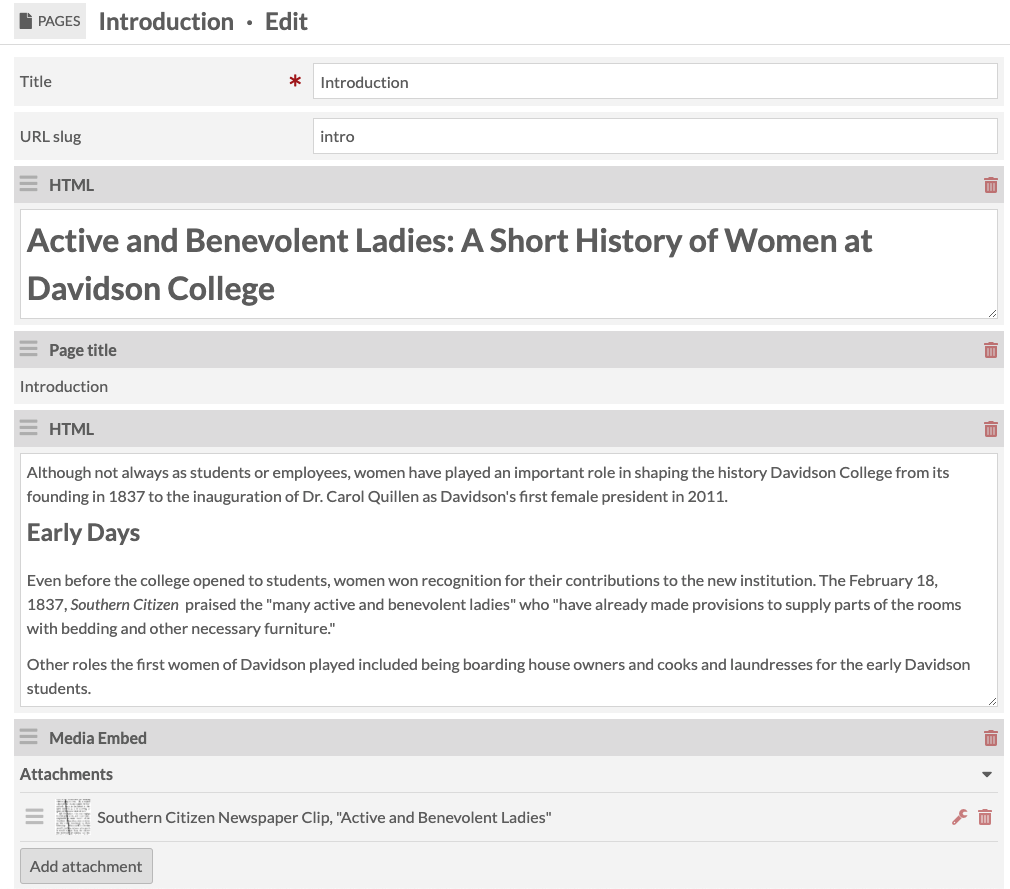 PAGES Introduction · Edit
Title * Introduction
URL slug intro
HTML
Active and Benevolent Ladies: A Short History of Women at
Davidson College
Page title
Introduction
HTML
Although not always as students or employees, women have played an important role in shaping the history Davidson College from its
founding in 1837 to the inauguration of Dr. Carol Quillen as Davidson's first female president in 2011.
Early Days
Even before the college opened to students, women won recognition for their contributions to the new institution. The February 18,
1837, Southern Citizen praised the "many active and benevolent ladies" who "have already made provisions to supply parts of the rooms
with bedding and other necessary furniture."
Other roles the first women of Davidson played included being boarding house owners and cooks and laundresses for the early Davidson
students.
Media Embed
Attachments
Southern Citizen Newspaper Clip, "Active and Benevolent Ladies"
Add attachment